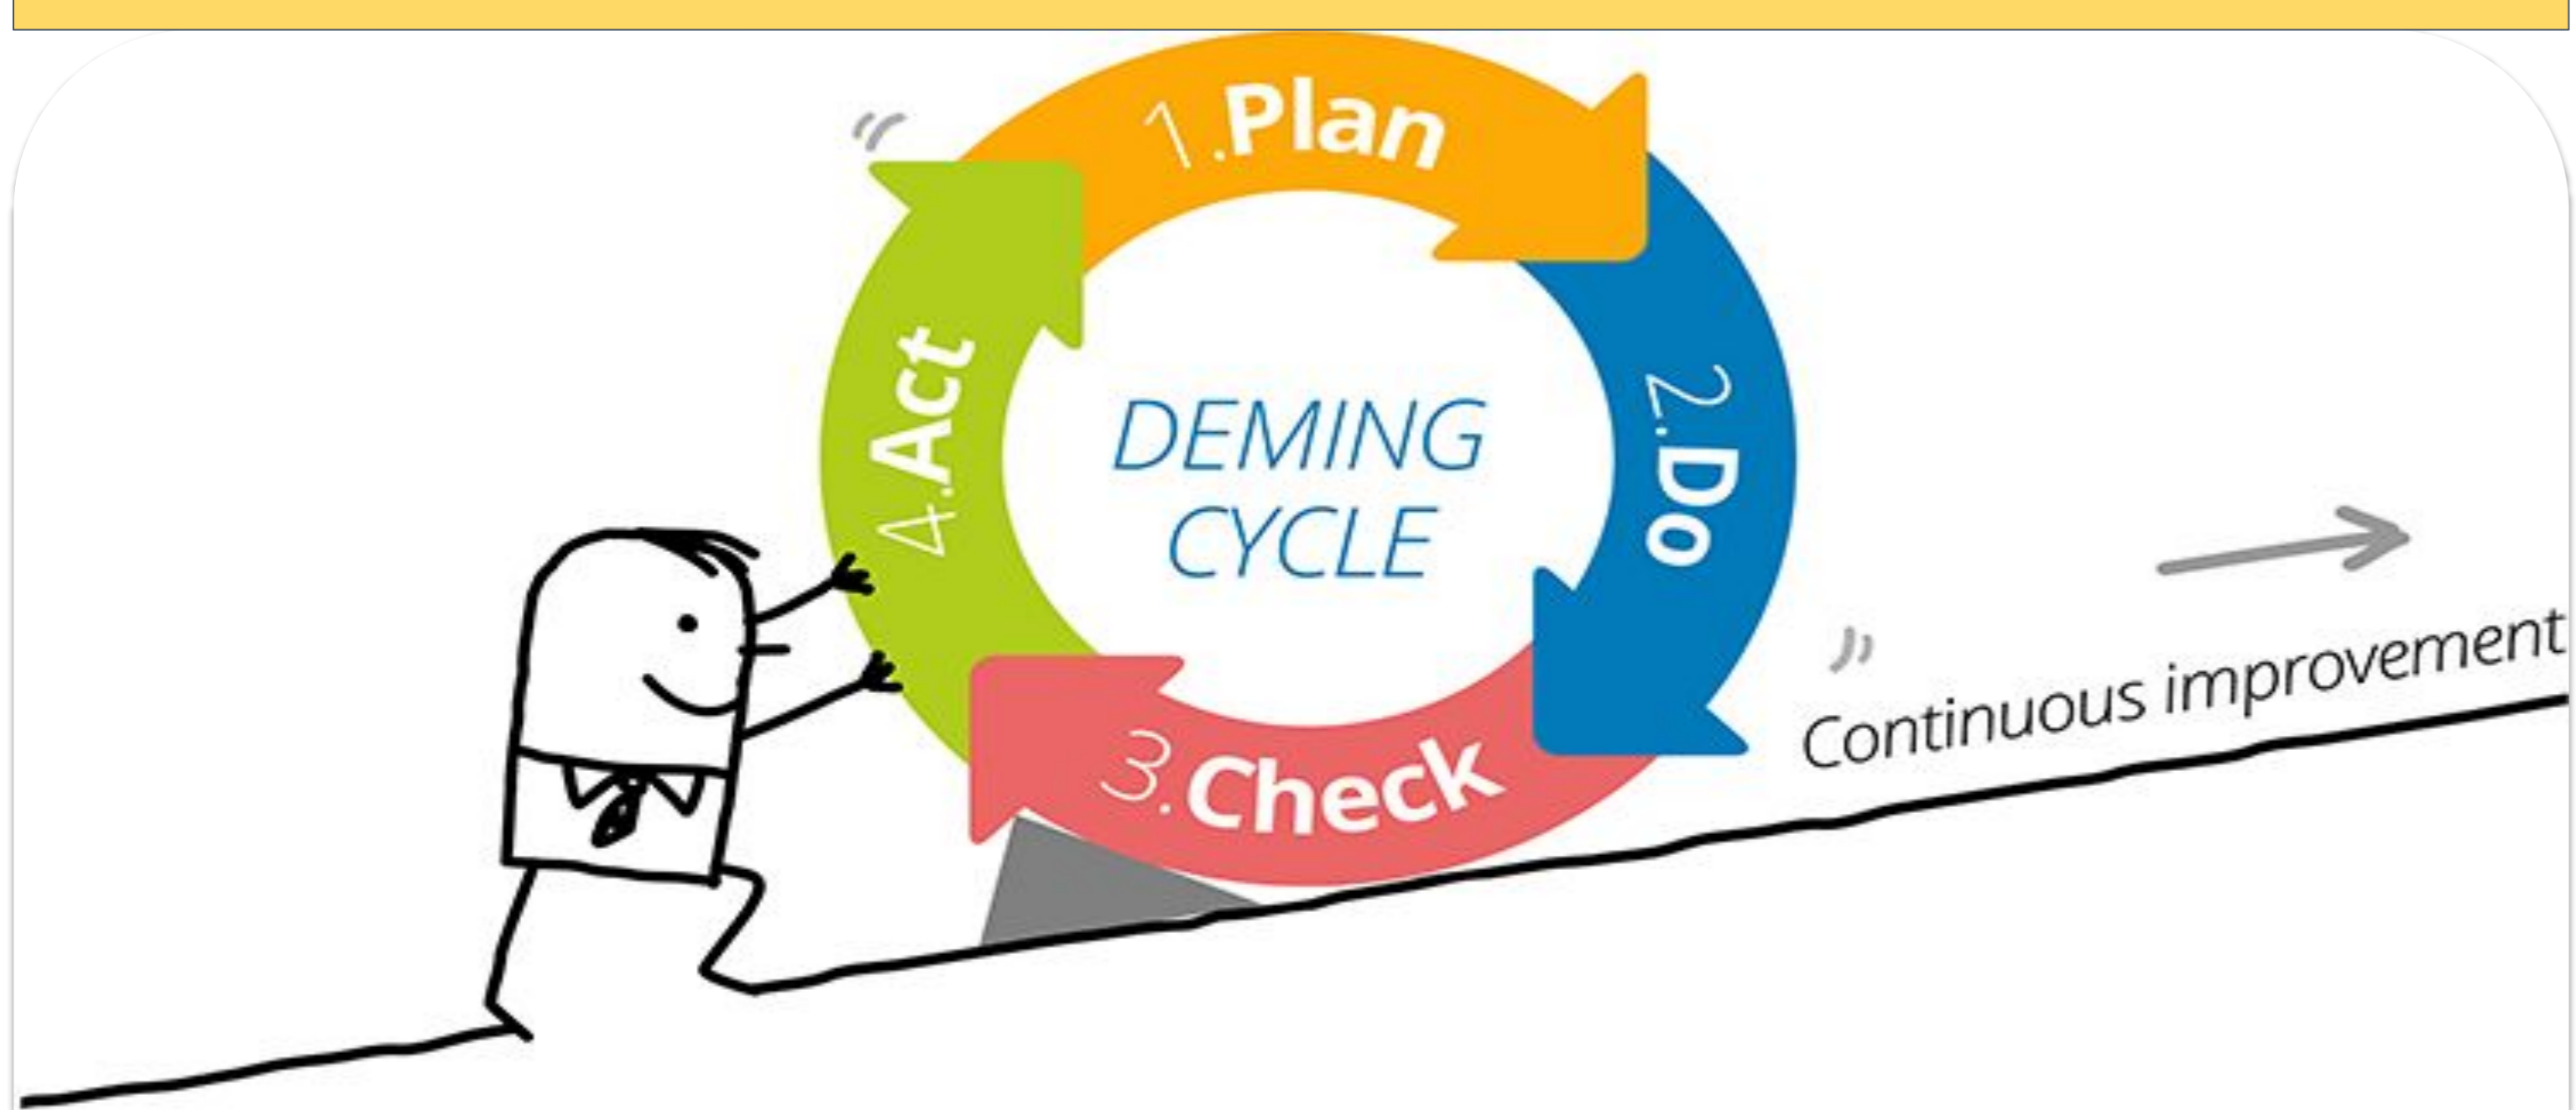 1.Plan
2.Do
3.Check
4.Act
DEMING
CYCLE
Continuous improvement